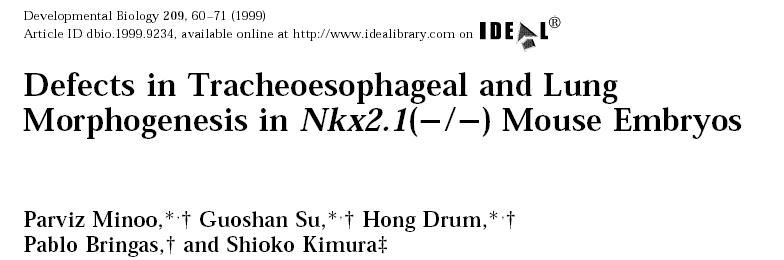 Developmental Biology 209, 60–71 (1999)
Article ID dbio.1999.9234, available online at http://www.idealibrary.com on IDEAL®
Defects in Tracheoesophageal and Lung
Morphogenesis in Nkx2.1(−/−) Mouse Embryos
Parviz Minoo,*,† Guoshan Su,*,† Hong Drum,*,†
Pablo Bringas,† and Shioko Kimura‡